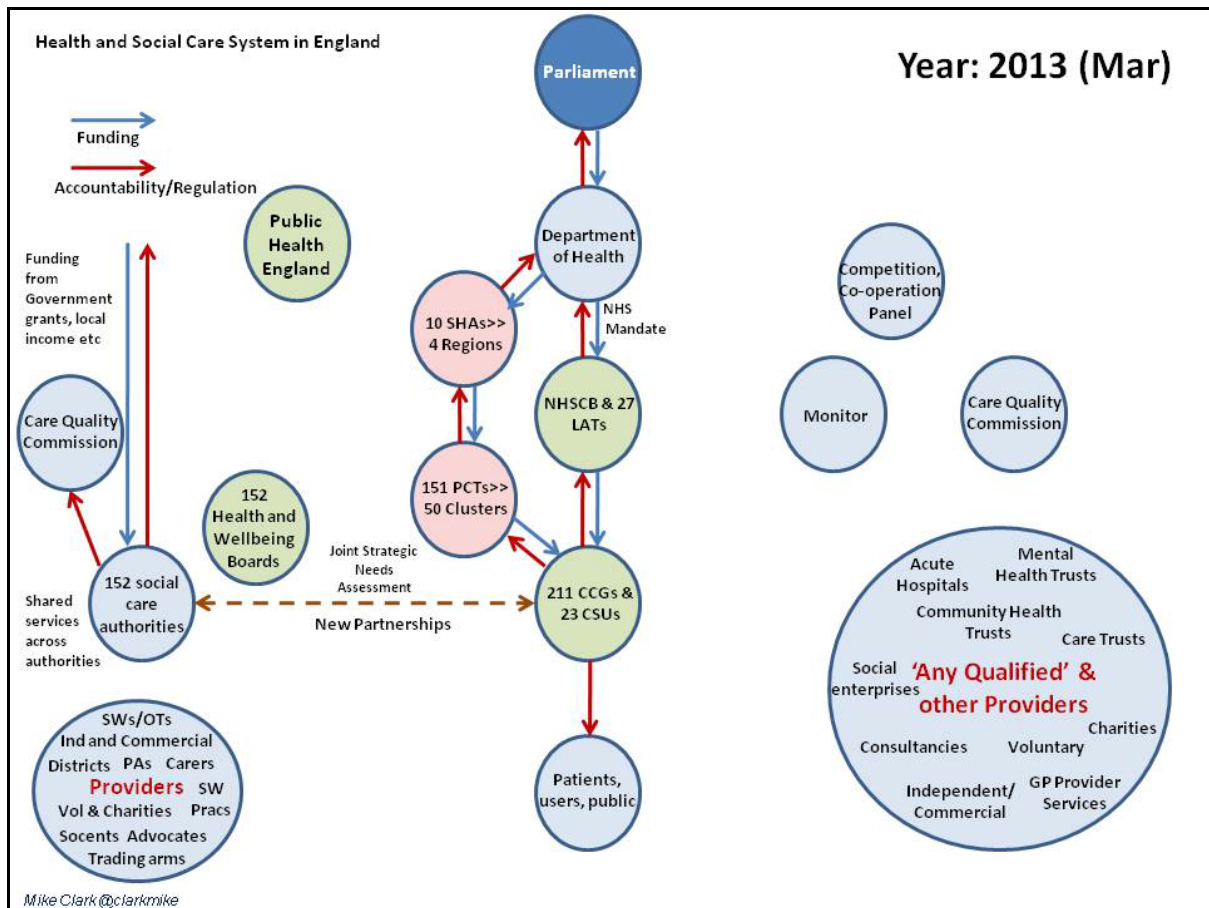 Health and Social Care System in England
Year: 2013 (Mar)
Parliament
Funding
Accountability/Regulation
Public
Health
England
Department
of Health
Funding
from
Government
grants, local
income etc
Competition,
Co-operation
Panel
10 SHAs>>
4 Regions
NHS
Mandate
Care Quality
Commission
NHSCB & 27
LATs
Monitor
Care Quality
Commission
151 PCTs>>
50 Clusters
152
Health and
Wellbeing
Boards
Joint Strategic
Needs
Assessment
New Partnerships
152 social
care
authorities
Shared
services
across
authorities
211 CCGs &
23 CSUs
Acute
Hospitals
Mental
Health Trusts
Community Health
Trusts
Care Trusts
Social
enterprises
‘Any Qualified’ &
other Providers
Charities
Consultancies
Voluntary
Independent/
Commercial
GP Provider
Services
SWs/OTs
Ind and Commercial
Districts PAs Carers
Providers SW
Vol & Charities Pracs
Socents Advocates
Trading arms
Patients,
users, public
Mike Clark @clarkmike